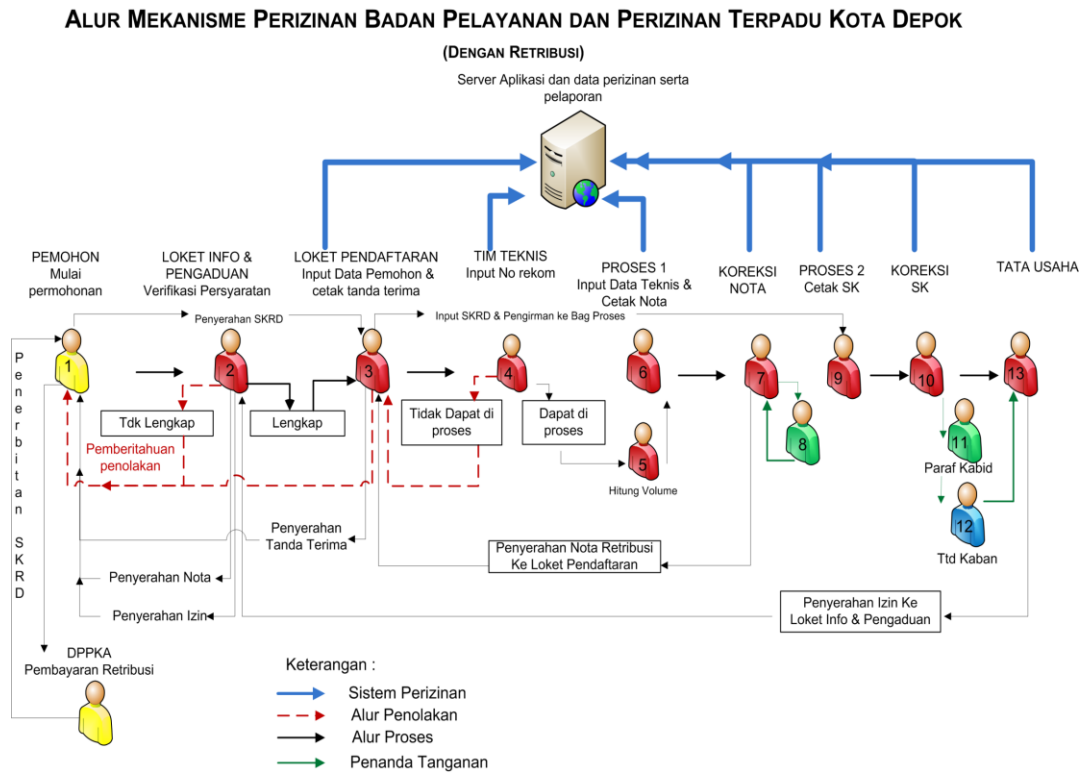 ALUR MEKANISME PERIZINAN BADAN PELAYANAN DAN PERIZINAN TERPADU KOTA DEPOK
(DENGAN RETRIBUSI)
Server Aplikasi dan data perizinan serta
pelaporan
PEMOHON
Mulai
permohonan
LOKET INFO &
PENGADUAN
Verifikasi Persyaratan
LOKET PENDAFTARAN
Input Data Pemohon &
cetak tanda terima
TIM TEKNIS
Input No rekom
PROSES 1
Input Data Teknis &
Cetak Nota
KOREKSI
NOTA
PROSES 2
Cetak SK
KOREKSI
SK
TATA USAHA
Penyerahan SKRD
Input SKRD & Pengirman ke Bag Proses
1
2
3
4
6
7
9
10
13
Penerbitan SKRD
Tdk Lengkap
Lengkap
Tidak Dapat di
proses
Dapat di
proses
5
Hitung Volume
8
11
Paraf Kabid
12
Ttd Kaban
Pemberitahuan
penolakan
Penyerahan
Tanda Terima
Penyerahan Nota Retribusi
Ke Loket Pendaftaran
Penyerahan Nota
Penyerahan Izin
Penyerahan Izin Ke
Loket Info & Pengaduan
DPPKA
Pembayaran Retribusi
Keterangan :
Sistem Perizinan
Alur Penolakan
Alur Proses
Penanda Tanganan